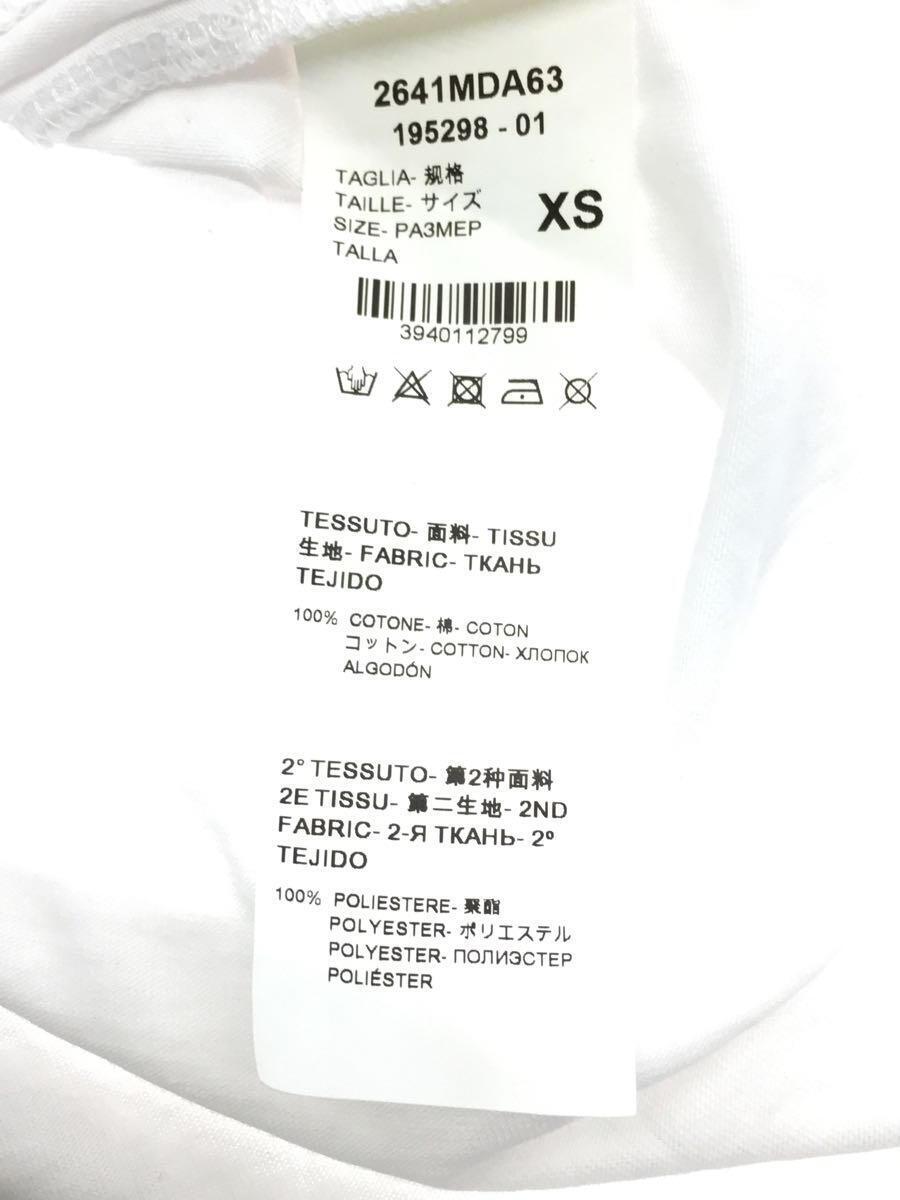 2641MDA63
195298 - 01
TAGLIA- 规格
TAILLE- サイズ
SIZE- РАЗМЕР
TALLA
XS
3940112799
TESSUTO- 面料- TISSU
生地- FABRIC- ТКАНЬ
TEJIDO
100% COTONE- 棉- COTON
コットン- COTTON- ХЛОПОК
ALGODÓN
2° TESSUTO- 第2种面料
2E TISSU- 第二生地- 2ND
FABRIC- 2-Я ТКАНЬ- 2º
TEJIDO
100% POLIESTERE- 聚酯
POLYESTER- ポリエステル
POLYESTER- ПОЛИЭСТЕР
POLIÉSTER